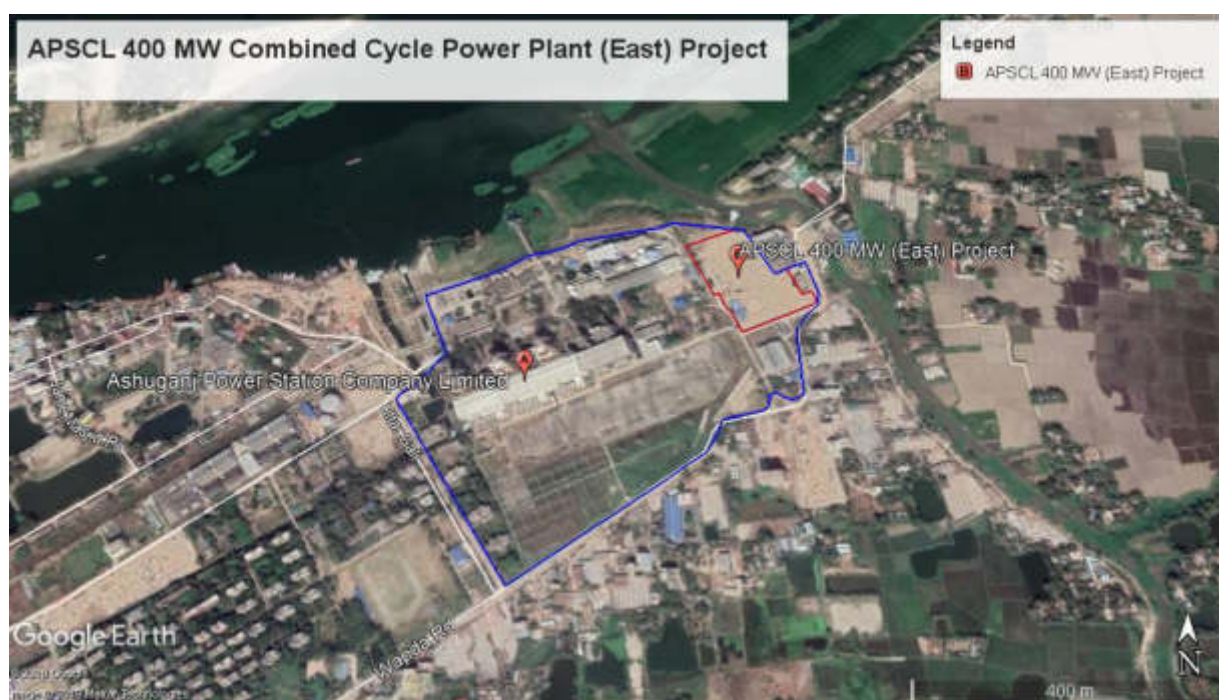 APSCL 400 MW Combined Cycle Power Plant (East) Project
Legend
APSCL 400 MW (East) Project
APSCL 400 MW (East) Project
A
Ashuganj Power Station Company Limited
Wapda Rd
Google Earth
N
400 m